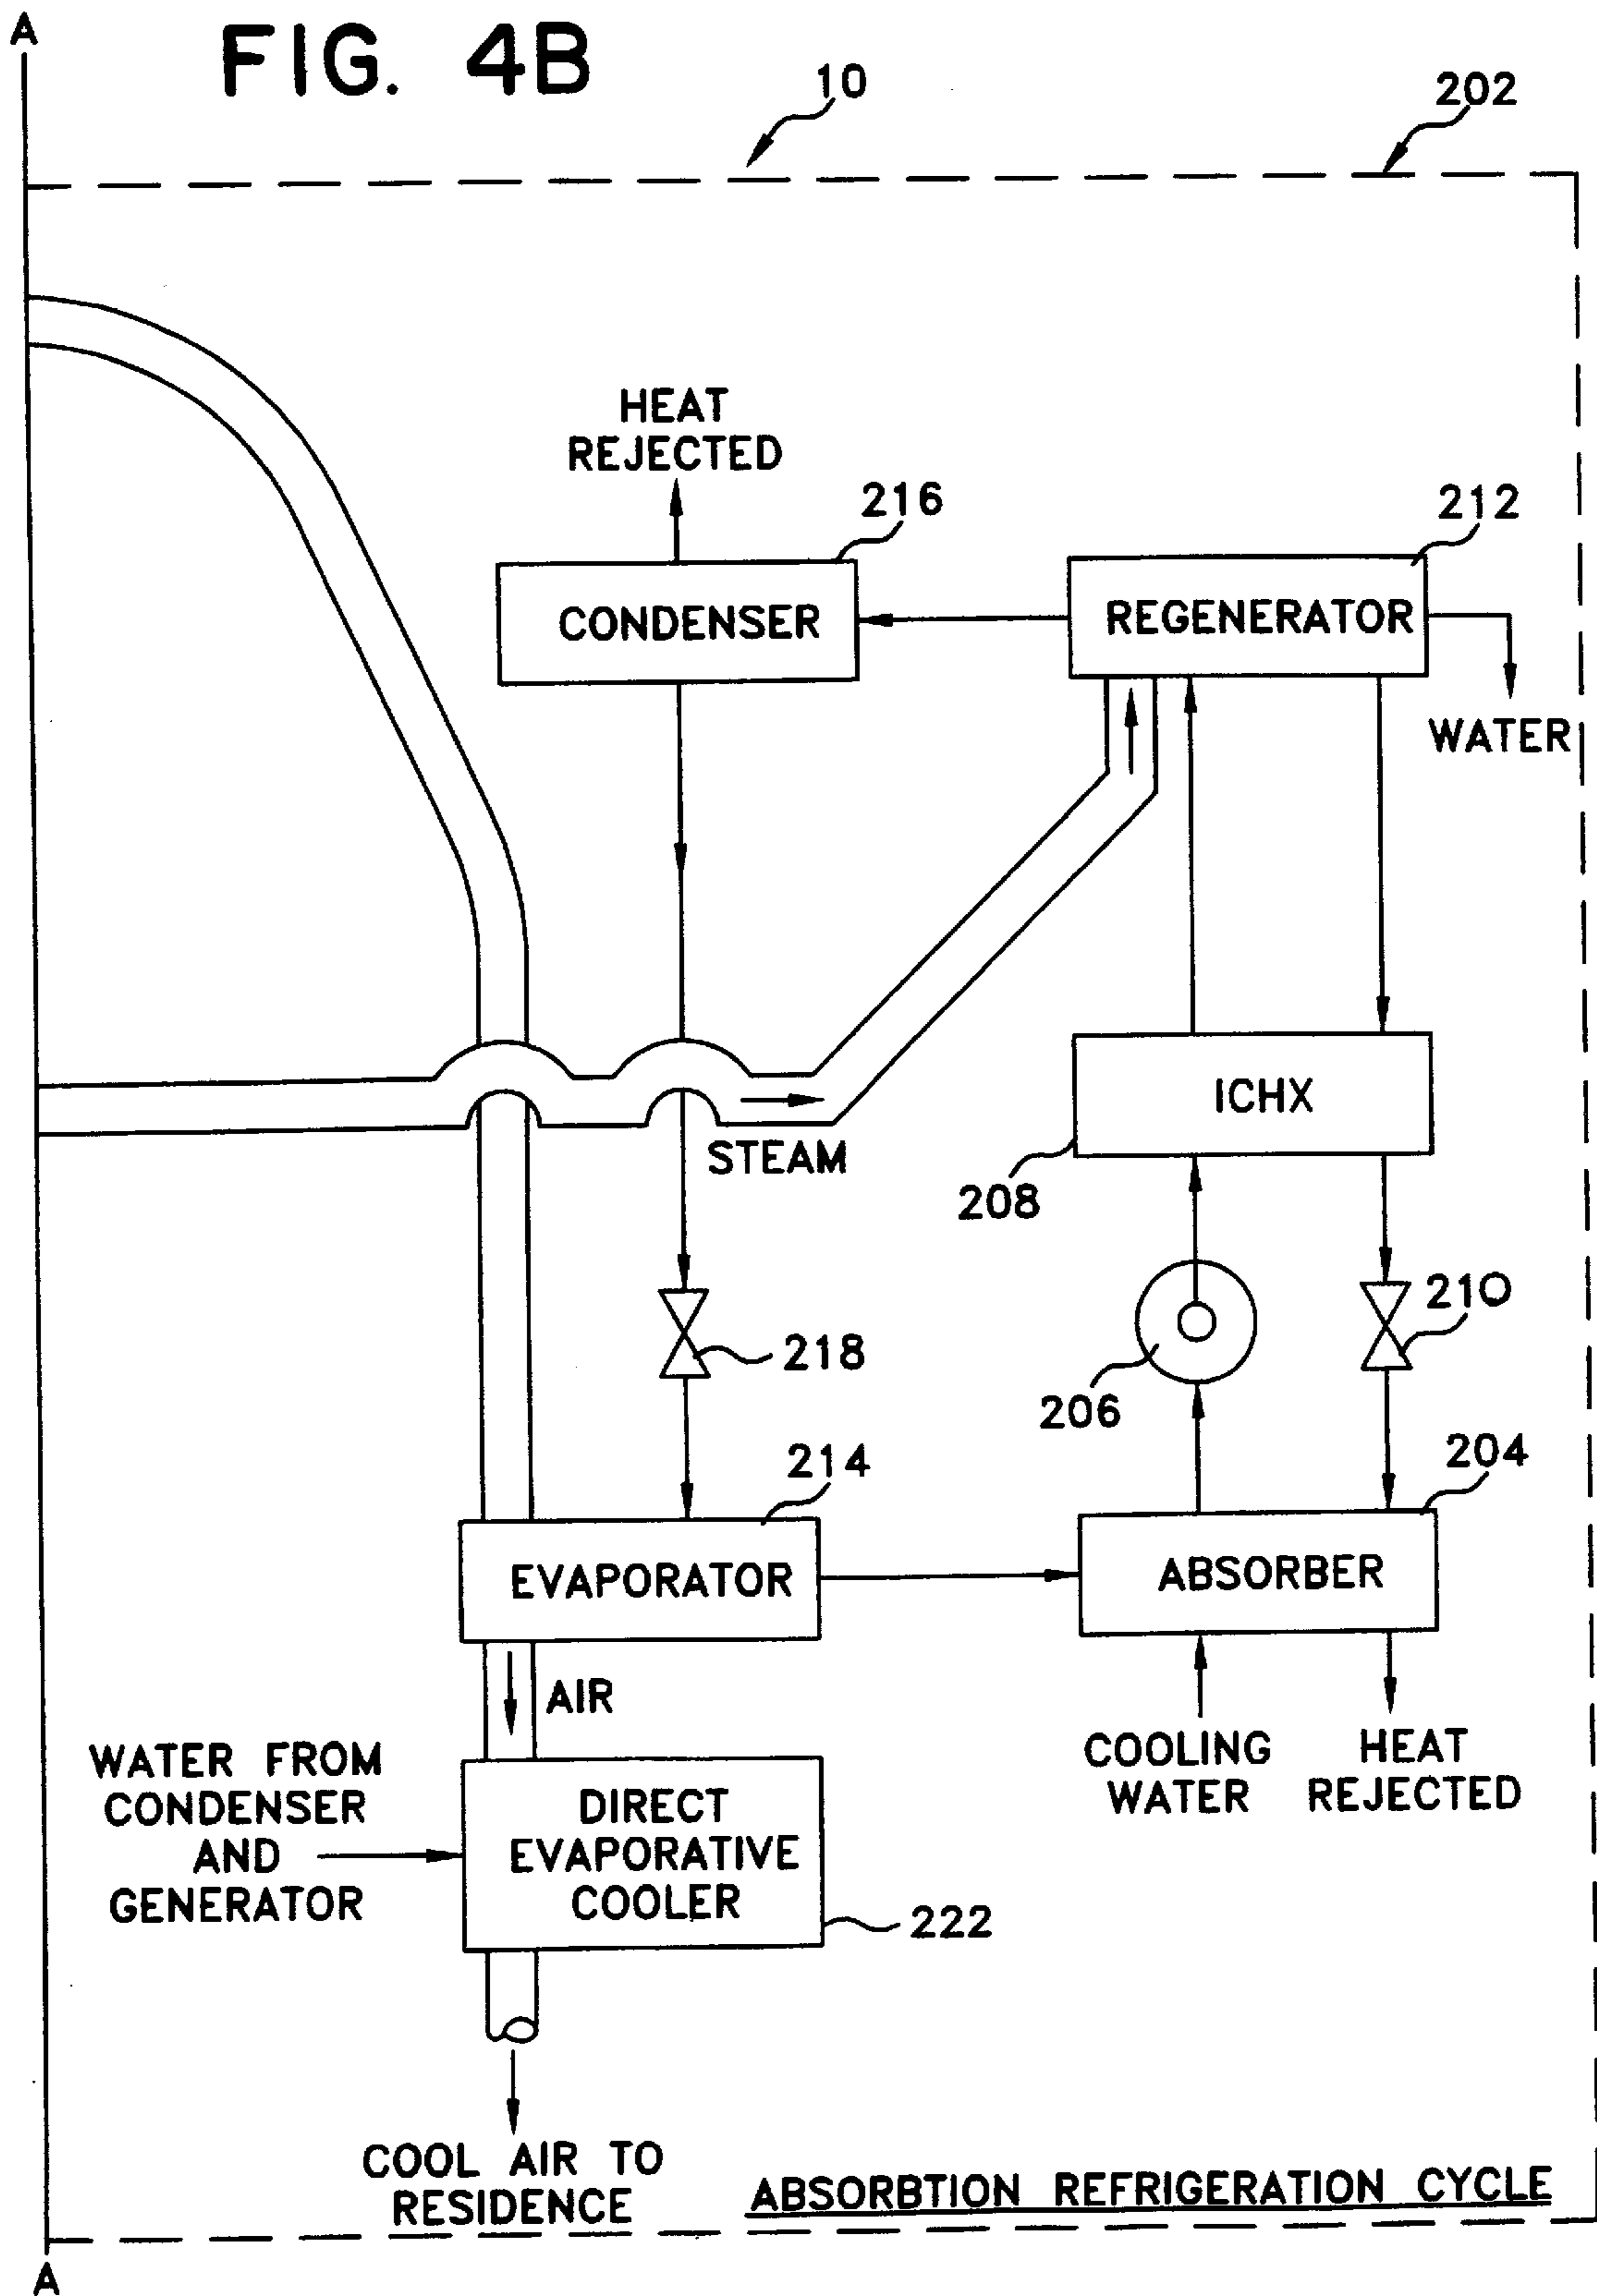 A
FIG. 4B
10
202
HEAT
REJECTED
216
212
CONDENSER
REGENERATOR
WATER
ICHX
STEAM
208
218
210
206
214
204
EVAPORATOR
ABSORBER
AIR
COOLING
WATER
HEAT
REJECTED
WATER FROM
CONDENSER
AND
GENERATOR
DIRECT
EVAPORATIVE
COOLER
222
COOL AIR TO
RESIDENCE
ABSORBTION REFRIGERATION CYCLE
A